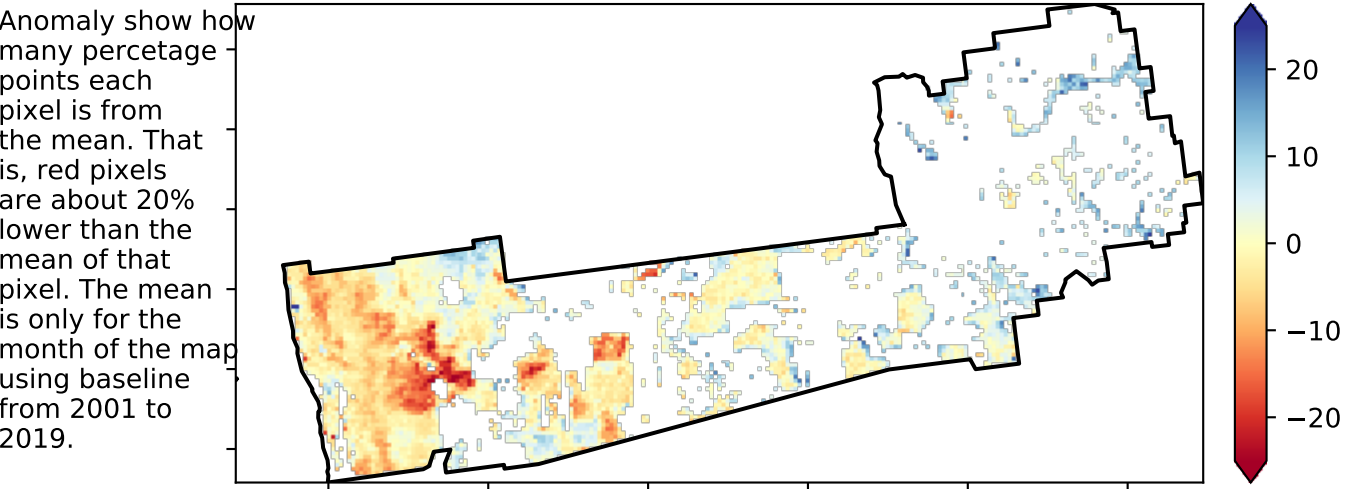 Anomaly show how
many percetage
points each
pixel is from
the mean. That
is, red pixels
are about 20%
lower than the
mean of that
pixel. The mean
is only for the
month of the map
using baseline
from 2001 to
2019.
20
10
0
−10
−20